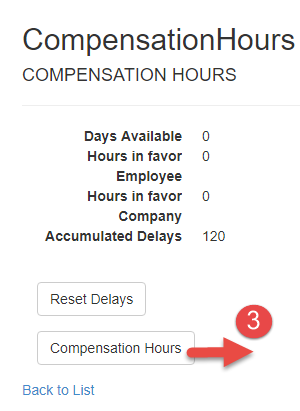 CompensationHours
COMPENSATION HOURS
Days Available 0
Hours in favor 0
Employee
Hours in favor 0
Company
Accumulated Delays 120
Reset Delays
3
Compensation Hours
Back to List